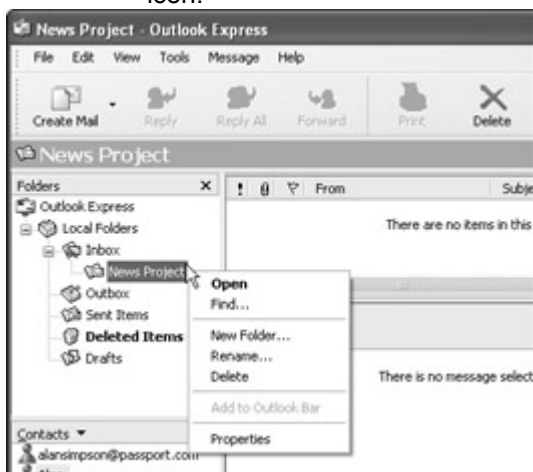 icon.
News Project - Outlook Express
File Edit View Tools Message Help
Create Mail Reply Reply All Forward Print Delete
News Project
Folders × ! From Subje
Outlook Express
Local Folders
Inbox
News Project
Outbox
Sent Items
Deleted Items
Drafts
There are no items in this
Open
Find...
New Folder...
Rename...
Delete
Add to Outlook Bar
Properties
There is no message select
Contacts
alansimpson@passport.com